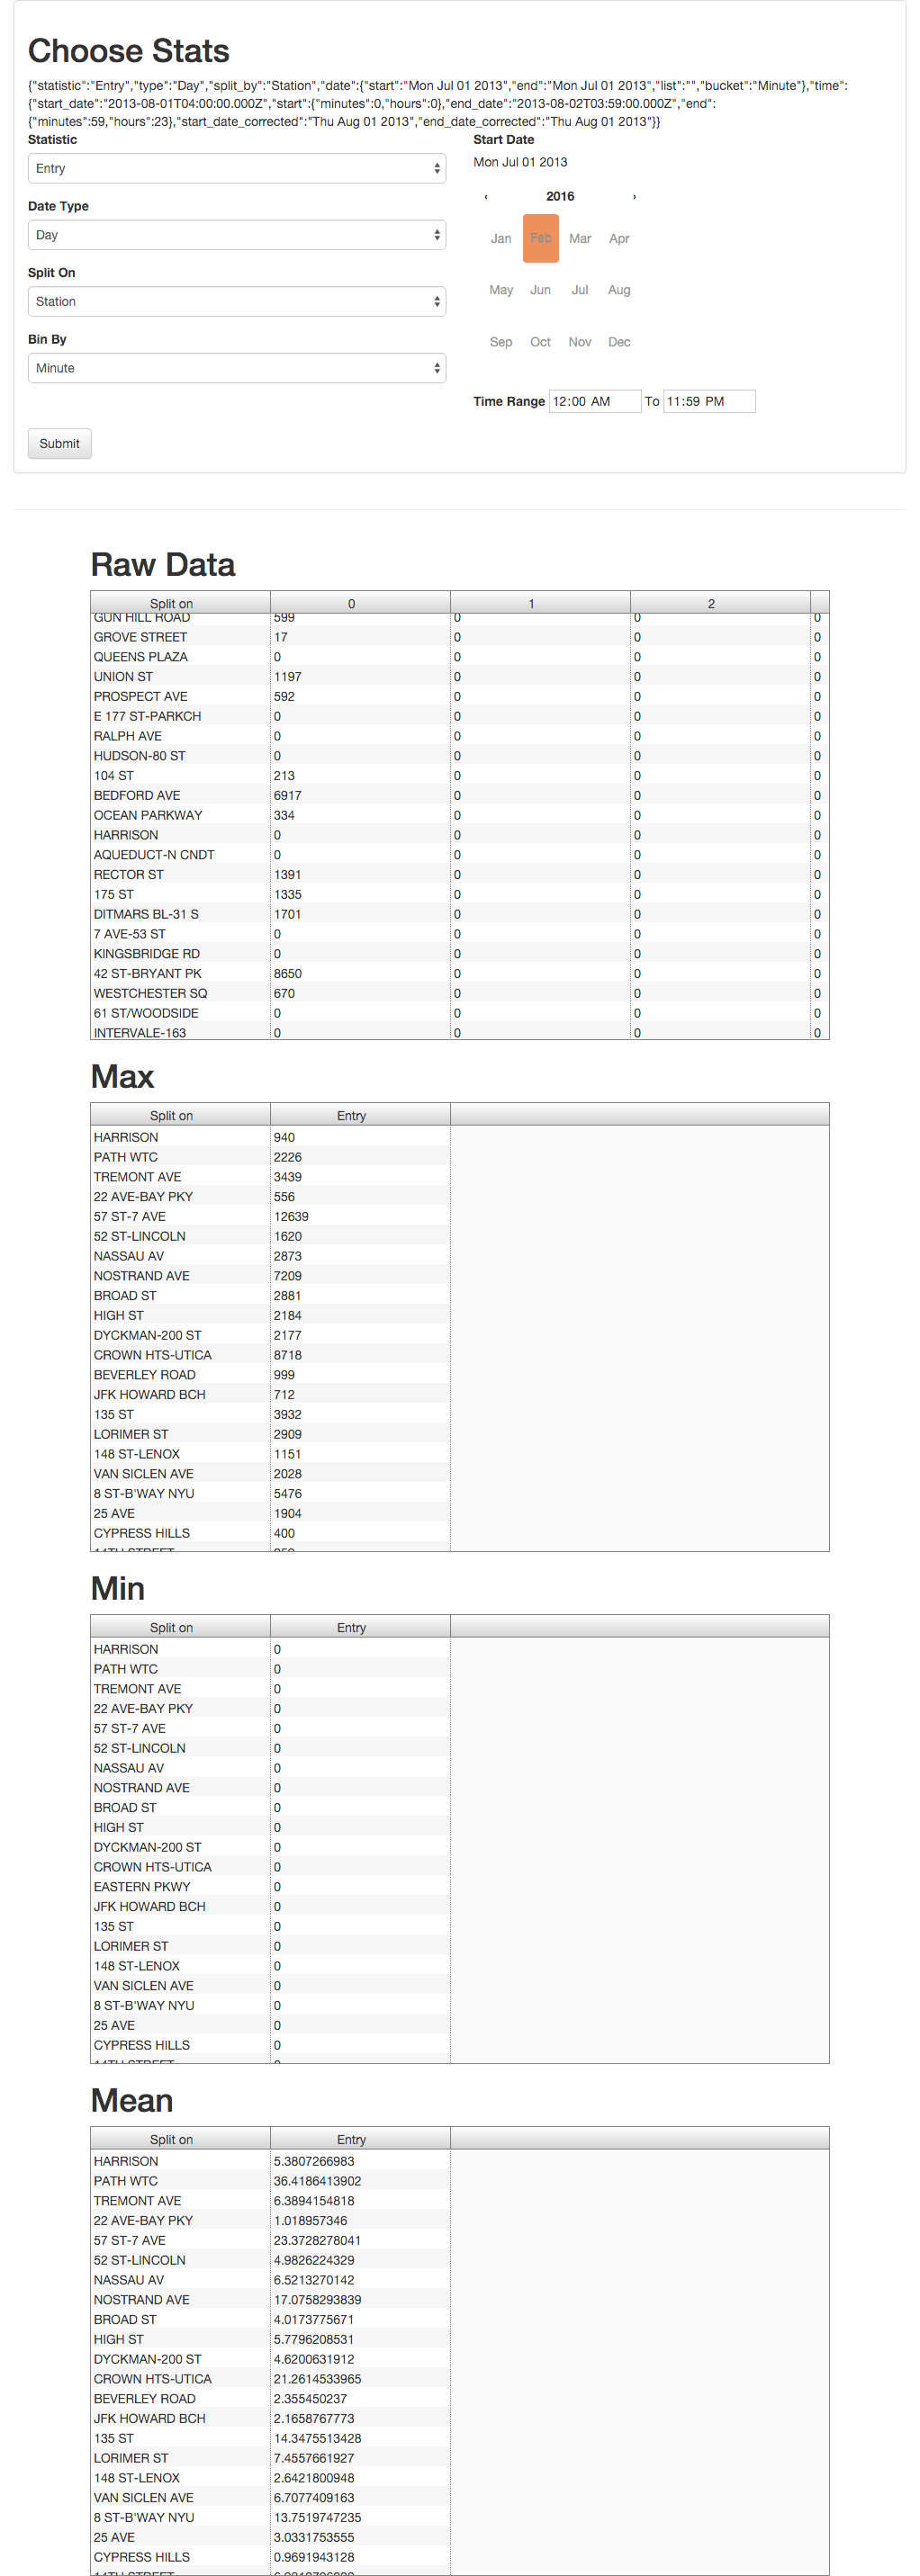 Choose Stats
{"statistic":"Entry","type":"Day","split_by":"Station","date":{"start":"Mon Jul 01 2013","end":"Mon Jul 01 2013","list":"","bucket":"Minute"},"time":
{"start_date":"2013-08-01T04:00:00.000Z","start":{"minutes":0,"hours":0},"end_date":"2013-08-02T03:59:00.000Z","end":
{"minutes":59,"hours":23},"start_date_corrected":"Thu Aug 01 2013","end_date_corrected":"Thu Aug 01 2013"}}
Statistic
Entry
Date Type
Day
Split On
Station
Bin By
Minute
Start Date
Mon Jul 01 2013
‹ 2016 ›
Jan Feb Mar Apr
May Jun Jul Aug
Sep Oct Nov Dec
Time Range 12:00 AM To 11:59 PM
Submit
Raw Data
Split on 0 1 2
GUN HILL ROAD 599 0 0 0
GROVE STREET 17 0 0 0
QUEENS PLAZA 0 0 0 0
UNION ST 1197 0 0 0
PROSPECT AVE 592 0 0 0
E 177 ST-PARKCH 0 0 0 0
RALPH AVE 0 0 0 0
HUDSON-80 ST 0 0 0 0
104 ST 213 0 0 0
BEDFORD AVE 6917 0 0 0
OCEAN PARKWAY 334 0 0 0
HARRISON 0 0 0 0
AQUEDUCT-N CNDT 0 0 0 0
RECTOR ST 1391 0 0 0
175 ST 1335 0 0 0
DITMARS BL-31 S 1701 0 0 0
7 AVE-53 ST 0 0 0 0
KINGSBRIDGE RD 0 0 0 0
42 ST-BRYANT PK 8650 0 0 0
WESTCHESTER SQ 670 0 0 0
61 ST/WOODSIDE 0 0 0 0
INTERVALE-163 0 0 0 0
Max
Split on Entry
HARRISON 940
PATH WTC 2226
TREMONT AVE 3439
22 AVE-BAY PKY 556
57 ST-7 AVE 12639
52 ST-LINCOLN 1620
NASSAU AV 2873
NOSTRAND AVE 7209
BROAD ST 2881
HIGH ST 2184
DYCKMAN-200 ST 2177
CROWN HTS-UTICA 8718
BEVERLEY ROAD 999
JFK HOWARD BCH 712
135 ST 3932
LORIMER ST 2909
148 ST-LENOX 1151
VAN SICLEN AVE 2028
8 ST-B'WAY NYU 5476
25 AVE 1904
CYPRESS HILLS 400
14TH STREET
Min
Split on Entry
HARRISON 0
PATH WTC 0
TREMONT AVE 0
22 AVE-BAY PKY 0
57 ST-7 AVE 0
52 ST-LINCOLN 0
NASSAU AV 0
NOSTRAND AVE 0
BROAD ST 0
HIGH ST 0
DYCKMAN-200 ST 0
CROWN HTS-UTICA 0
EASTERN PKWY 0
JFK HOWARD BCH 0
135 ST 0
LORIMER ST 0
148 ST-LENOX 0
VAN SICLEN AVE 0
8 ST-B'WAY NYU 0
25 AVE 0
CYPRESS HILLS 0
14TH STREET 0
Mean
Split on Entry
HARRISON 5.3807266983
PATH WTC 36.4186413902
TREMONT AVE 6.3894154818
22 AVE-BAY PKY 1.018957346
57 ST-7 AVE 23.3728278041
52 ST-LINCOLN 4.9826224329
NASSAU AV 6.5213270142
NOSTRAND AVE 17.0758293839
BROAD ST 4.0173775671
HIGH ST 5.7796208531
DYCKMAN-200 ST 4.6200631912
CROWN HTS-UTICA 21.2614533965
BEVERLEY ROAD 2.355450237
JFK HOWARD BCH 2.1658767773
135 ST 14.3475513428
LORIMER ST 7.4557661927
148 ST-LENOX 2.6421800948
VAN SICLEN AVE 6.7077409163
8 ST-B'WAY NYU 13.7519747235
25 AVE 3.0331753555
CYPRESS HILLS 0.9691943128